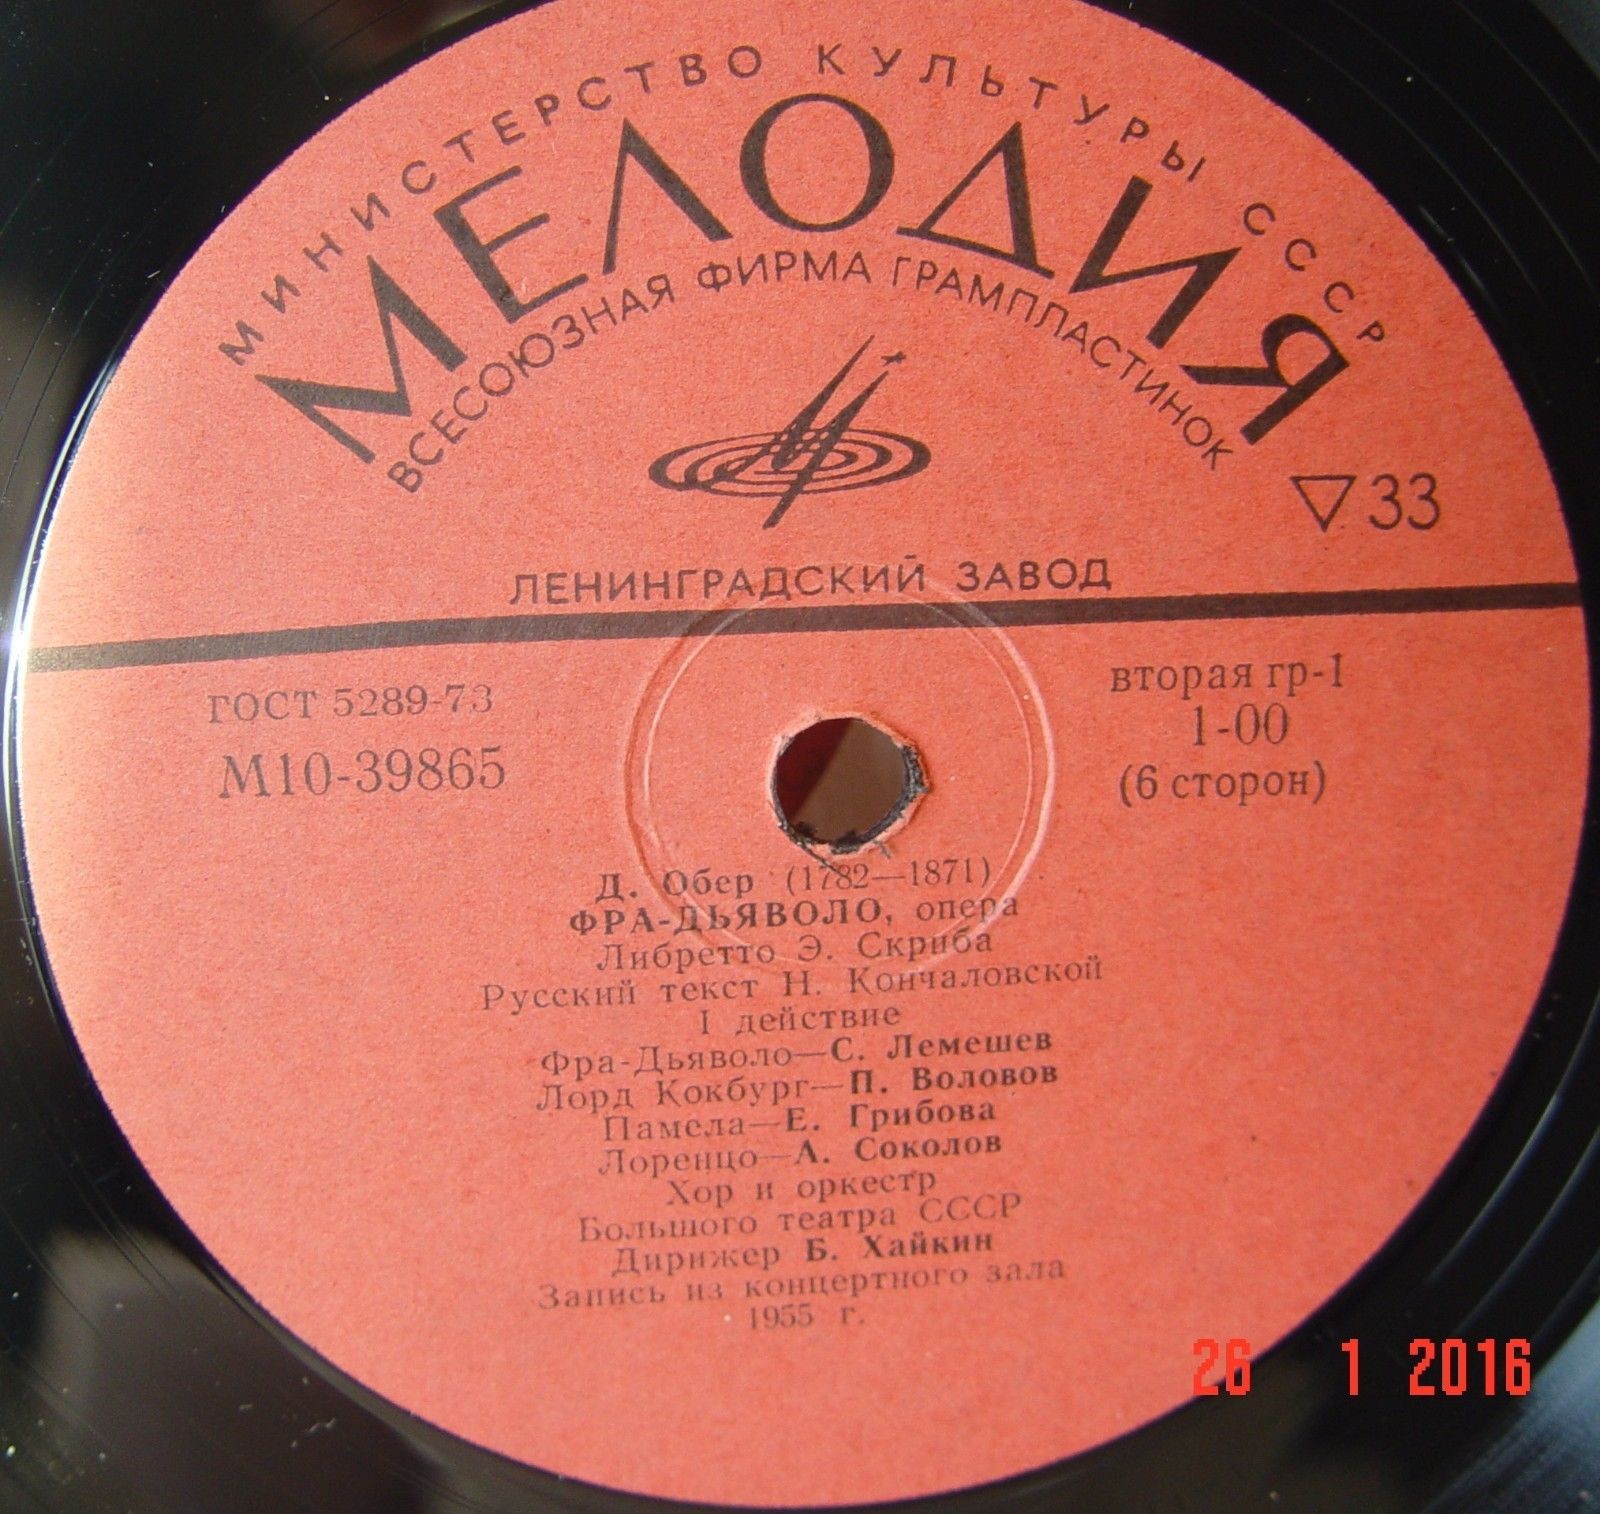 МИНИСТЕРСТВО КУЛЬТУРЫ СССР
МЕЛОДИЯ
ВСЕСОЮЗНАЯ ФИРМА ГРАМПЛАСТИНОК
▽33
ЛЕНИНГРАДСКИЙ ЗАВОД
ГОСТ 5289-73
М10-39865
вторая гр-1
1-00
(6 сторон)
Д. Обер (1782—1871)
ФРА-ДЬЯВОЛО, опера
Либретто Э. Скриба
Русский текст Н. Кончаловской
I действие
Фра-Дьяволо—С. Лемешев
Лорд Кокбург—П. Воловов
Памела—Е. Грибова
Лоренцо—А. Соколов
Хор и оркестр
Большого театра СССР
Дирижер Б. Хайкин
Запись из концертного зала
1955 г.
26 1 2016